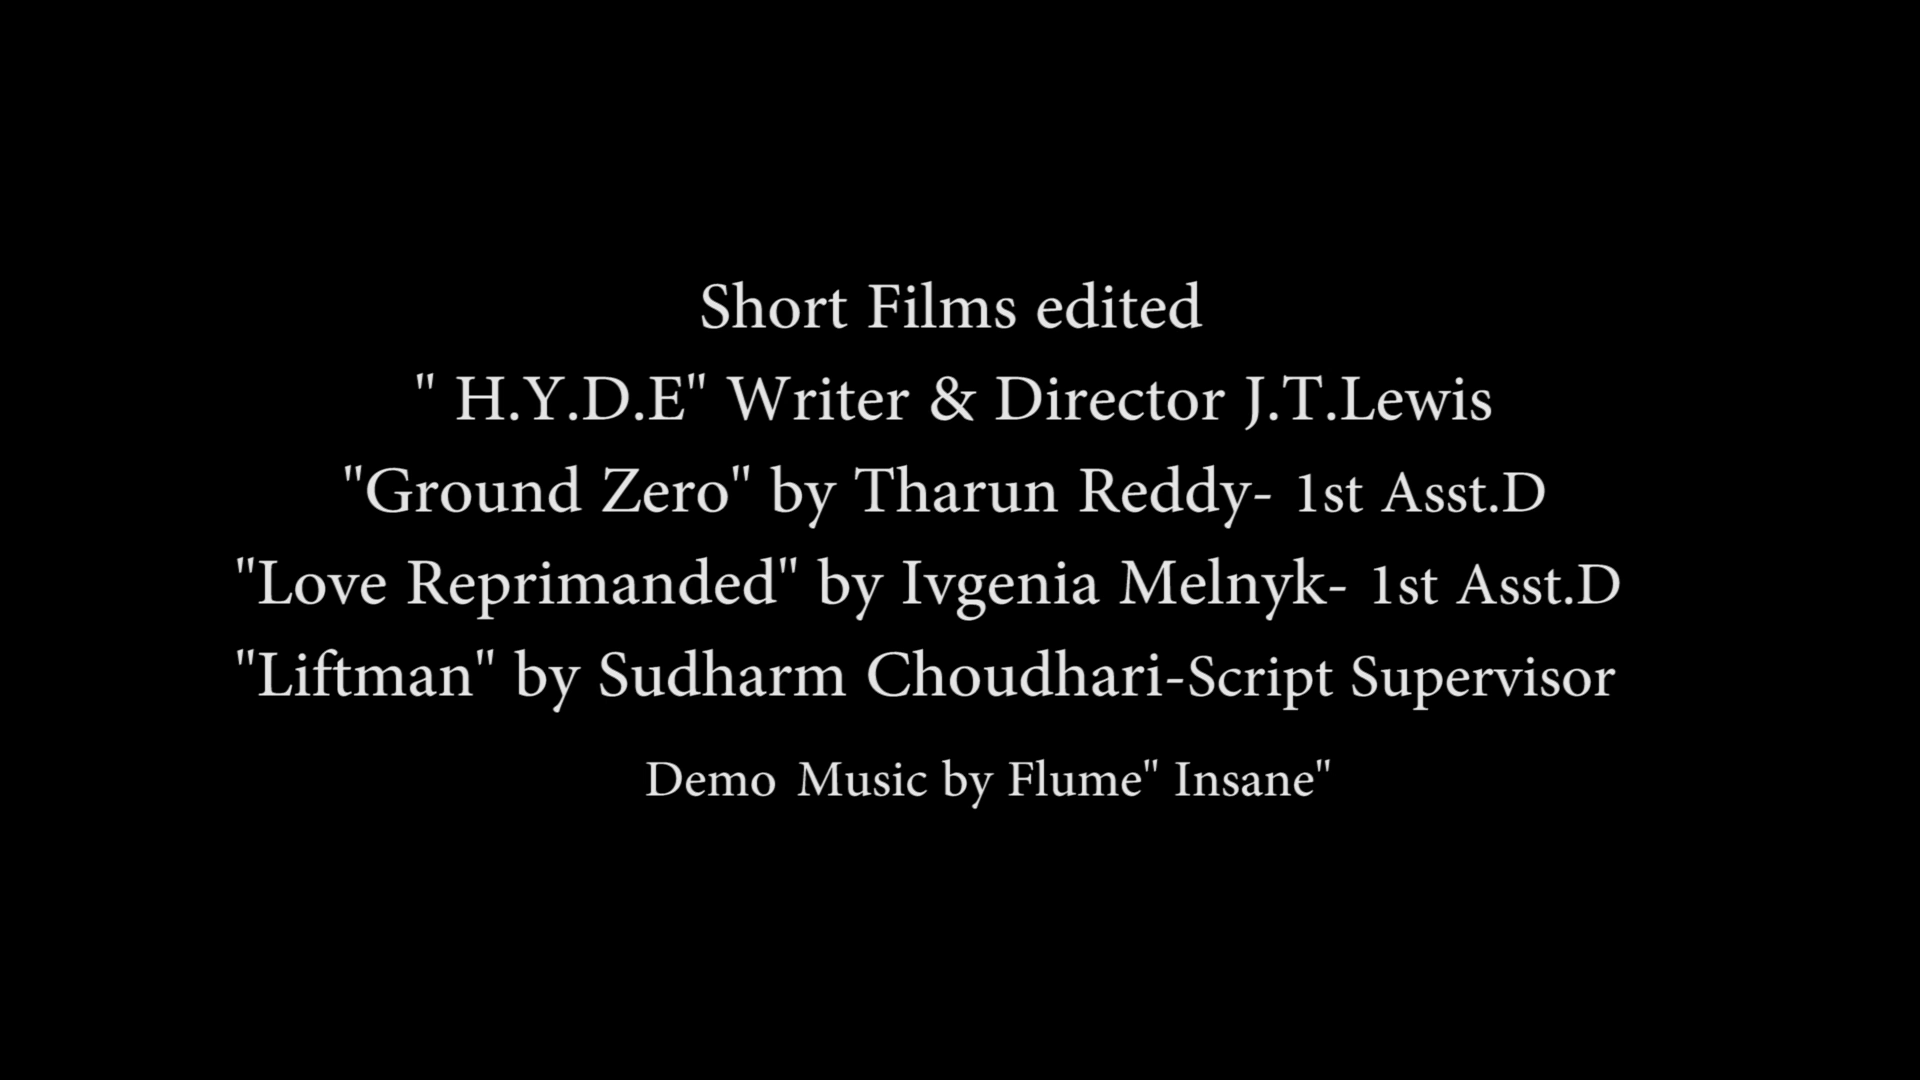 Short Films edited
" H.Y.D.E" Writer & Director J.T.Lewis
"Ground Zero" by Tharun Reddy- 1st Asst.D
"Love Reprimanded" by Ivgenia Melnyk- 1st Asst.D
"Liftman" by Sudharm Choudhari-Script Supervisor
Demo Music by Flume" Insane"